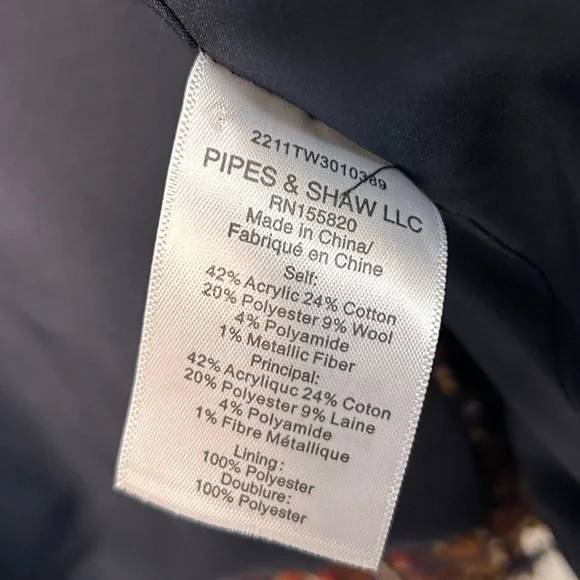 2211TW3010389
PIPES & SHAW LLC
RN155820
Made in China/
Fabriqué en Chine
Self:
42% Acrylic 24% Cotton
20% Polyester 9% Wool
4% Polyamide
1% Metallic Fiber
Principal:
42% Acryliquc 24% Coton
20% Polyester 9% Laine
4% Polyamide
1% Fibre Métallique
Lining:
100% Polyester
Doublure:
100% Polyester